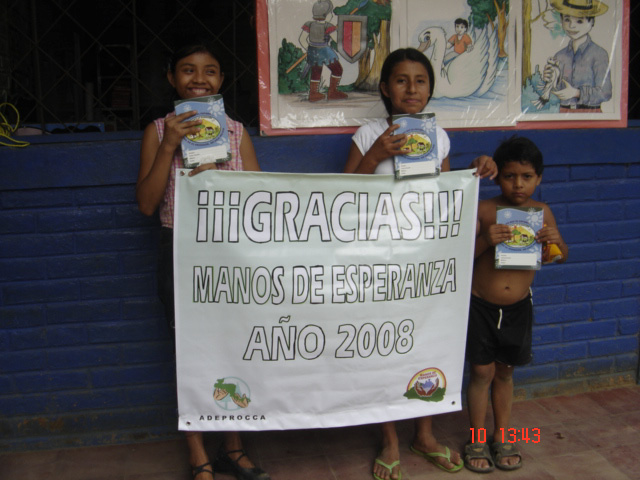 ¡¡¡GRACIAS!!!
MANOS DE ESPERANZA
AÑO 2008
ADEPROCCA
10 13:43